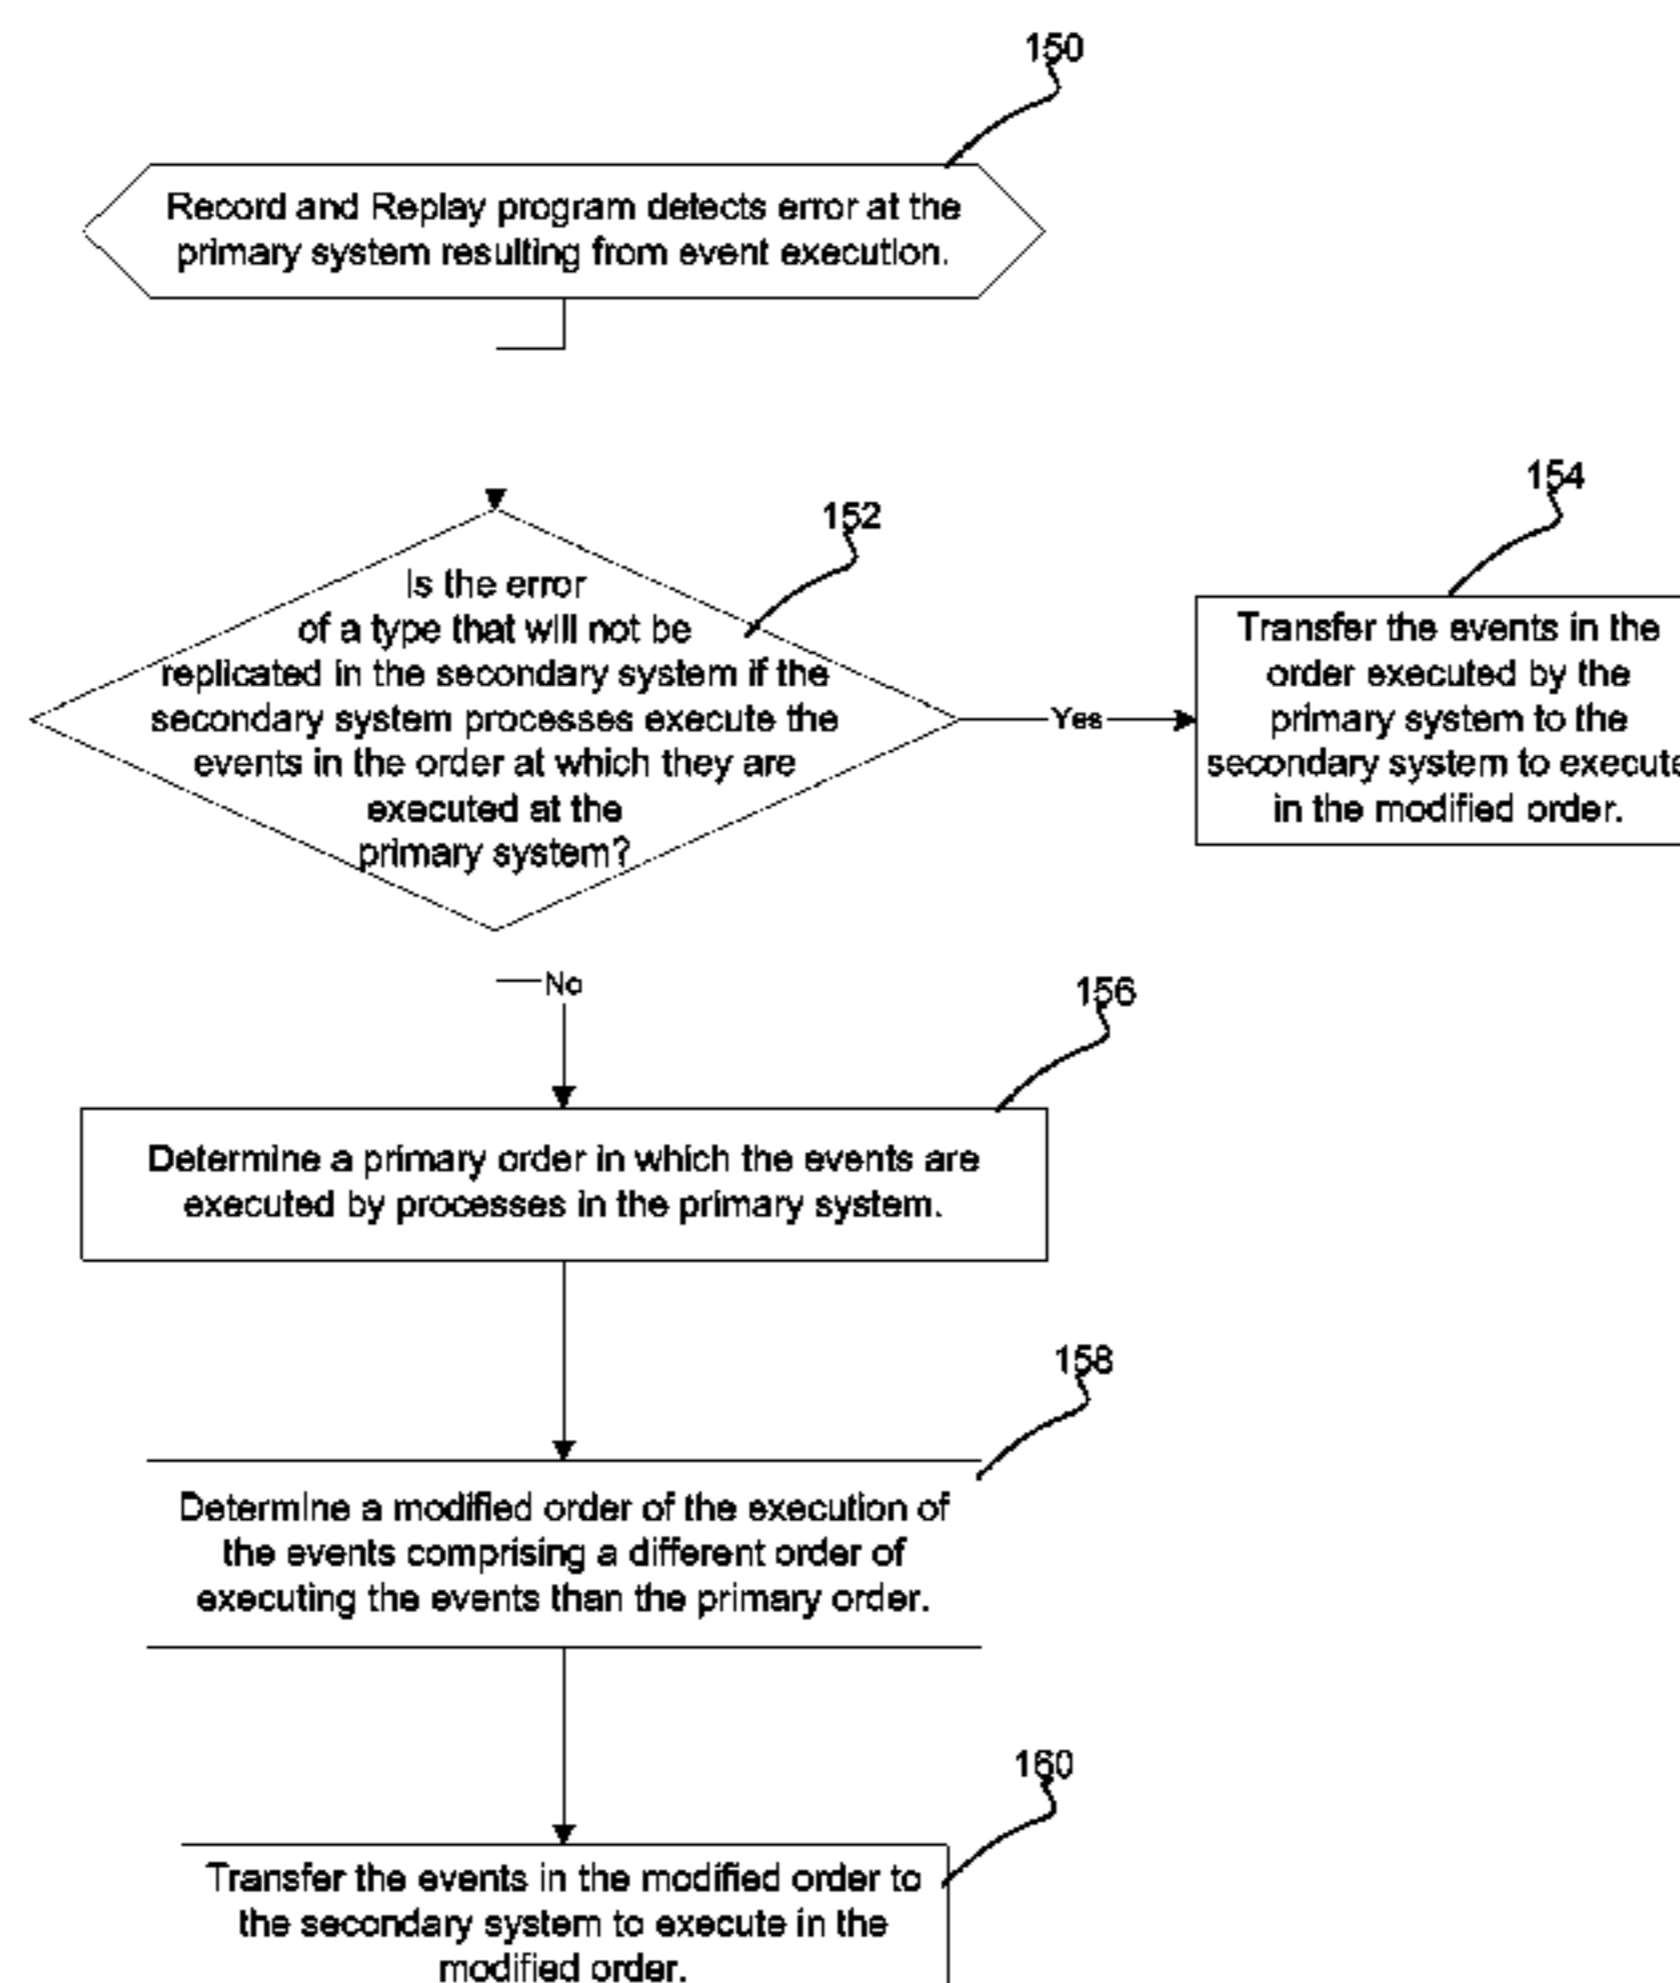 150
Record and Replay program detects error at the
primary system resulting from event execution.
152
Is the error
of a type that will not be
replicated in the secondary system if the
secondary system processes execute the
events in the order at which they are
executed at the
primary system?
Yes
154
Transfer the events in the
order executed by the
primary system to the
secondary system to execute
in the modified order.
No
156
Determine a primary order in which the events are
executed by processes in the primary system.
158
Determine a modified order of the execution of
the events comprising a different order of
executing the events than the primary order.
160
Transfer the events in the modified order to
the secondary system to execute in the
modified order.